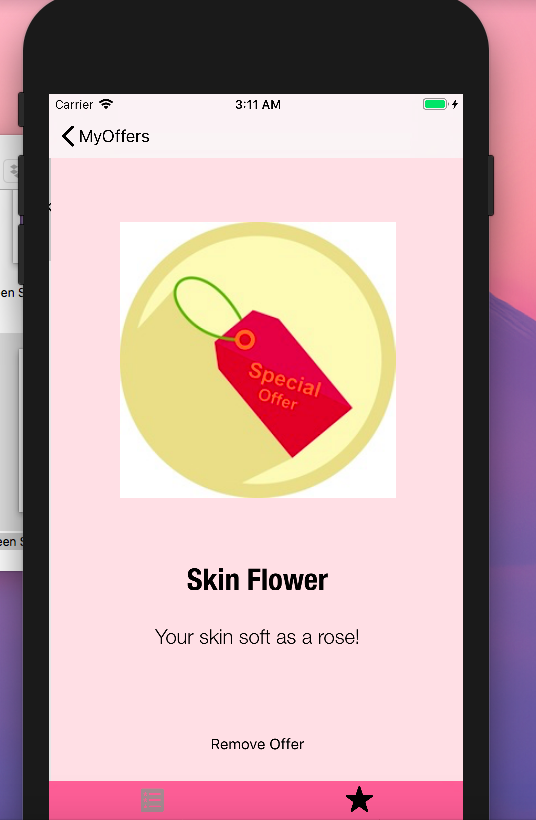 Carrier
3:11 AM
MyOffers
Special
Offer
Skin Flower
Your skin soft as a rose!
Remove Offer
en S
een S